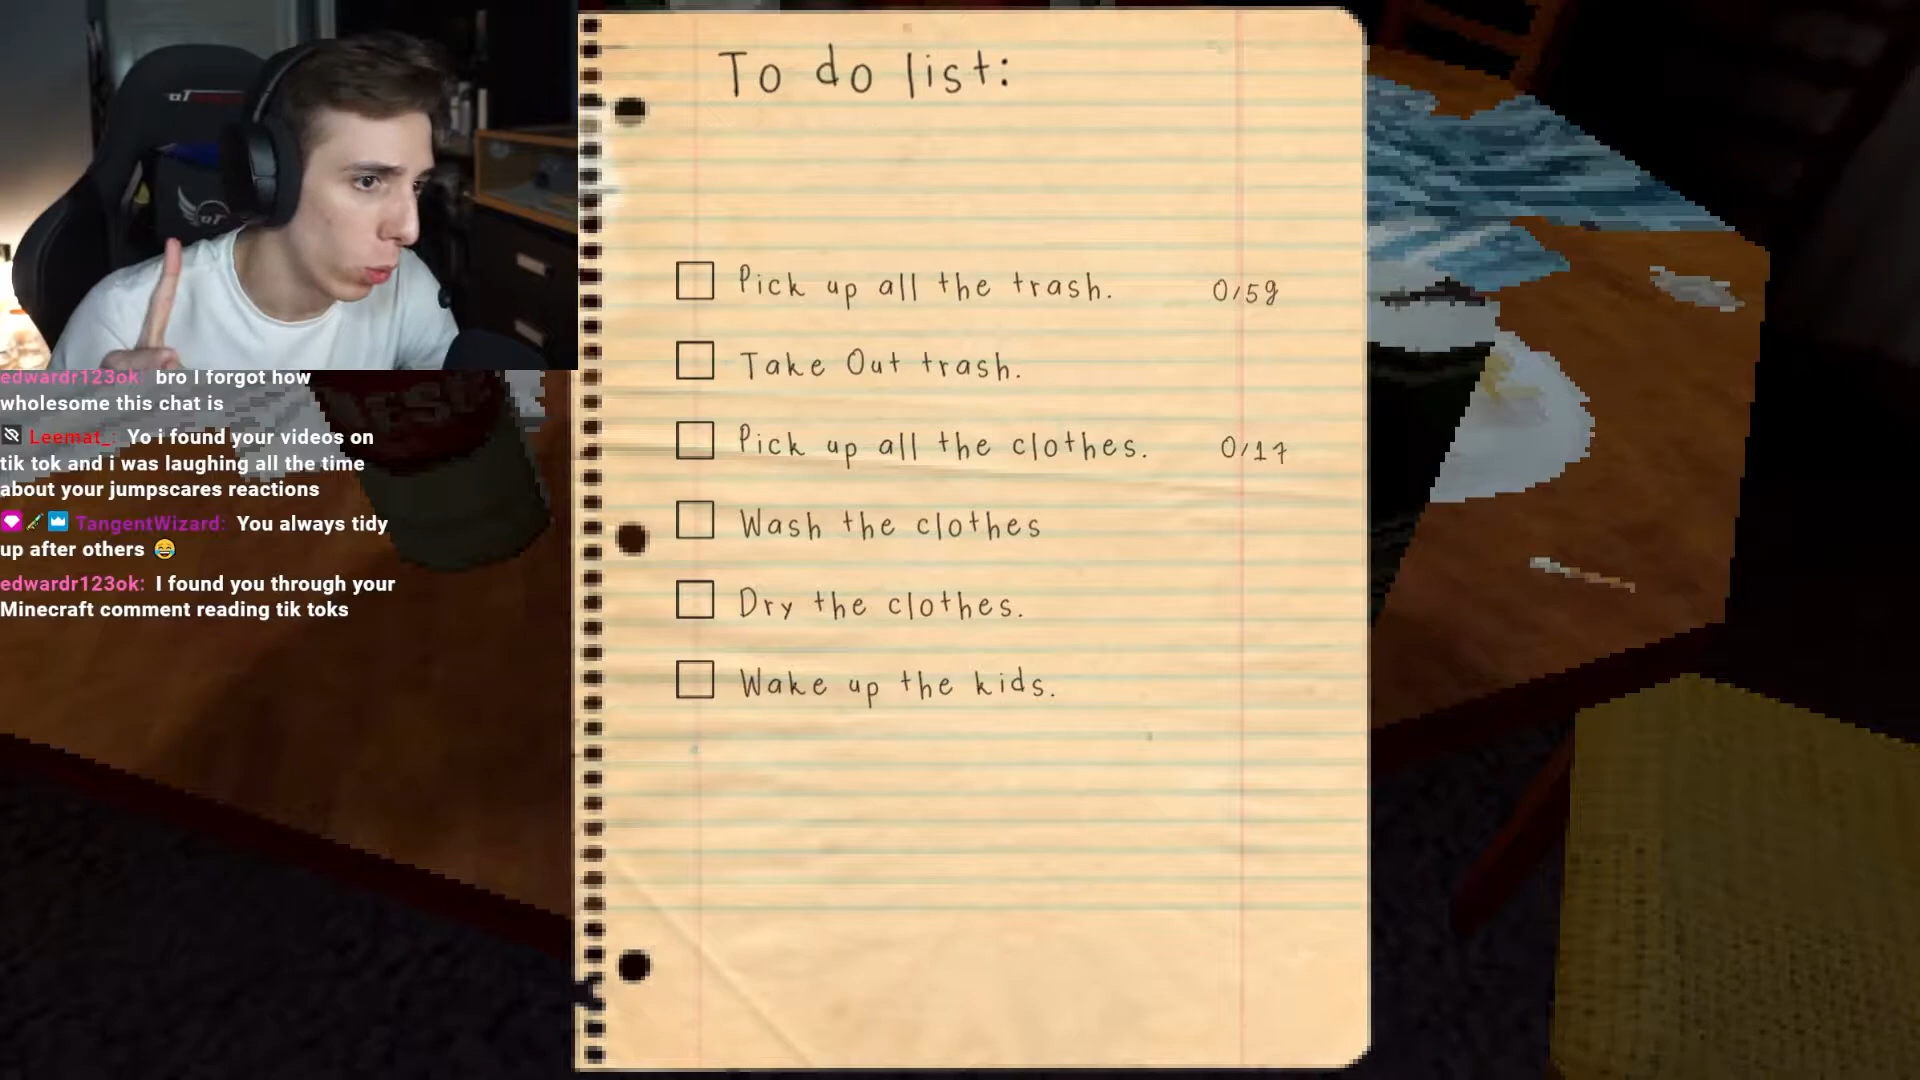 To do list:
Pick up all the trash. 0/59
Take Out trash.
Pick up all the clothes. 0/17
Wash the clothes
Dry the clothes.
Wake up the kids.
edwardr123ok: bro I forgot how
wholesome this chat is
Leemat_: Yo i found your videos on
tik tok and i was laughing all the time
about your jumpscares reactions
TangentWizard: You always tidy
up after others 😂
edwardr123ok: I found you through your
Minecraft comment reading tik toks